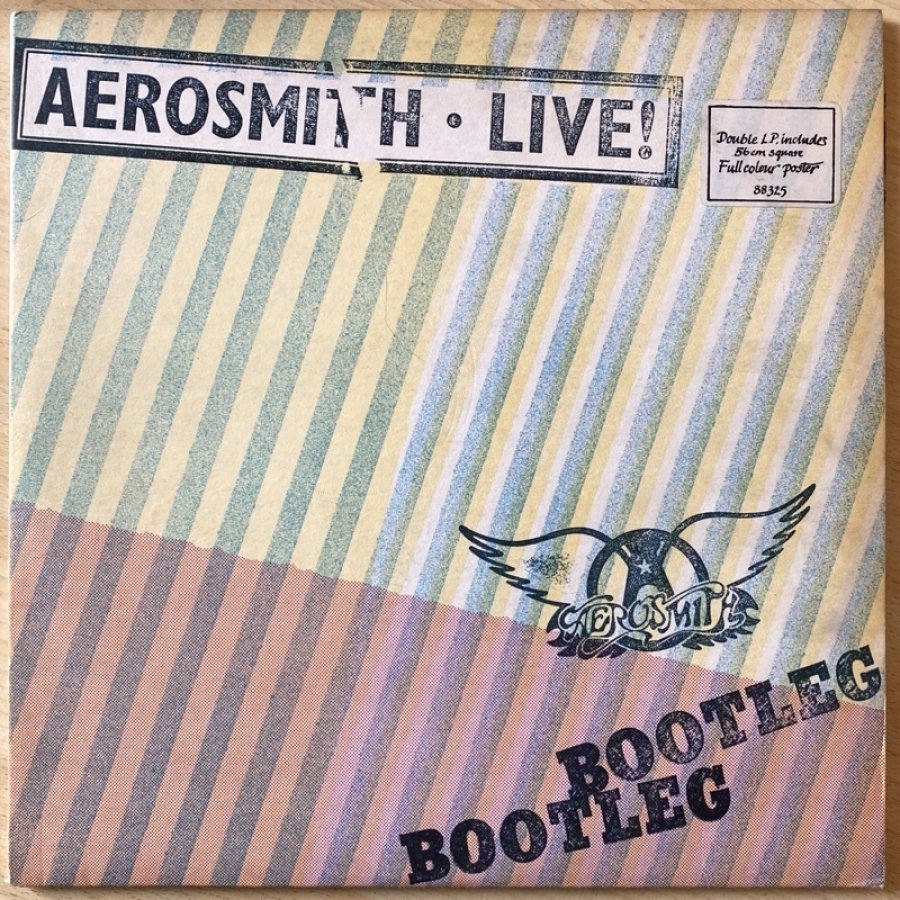 AEROSMITH • LIVE!
Double L.P. includes
56cm square
Full colour poster
88325
AEROSMITH
BOOTLEG
BOOTLEG